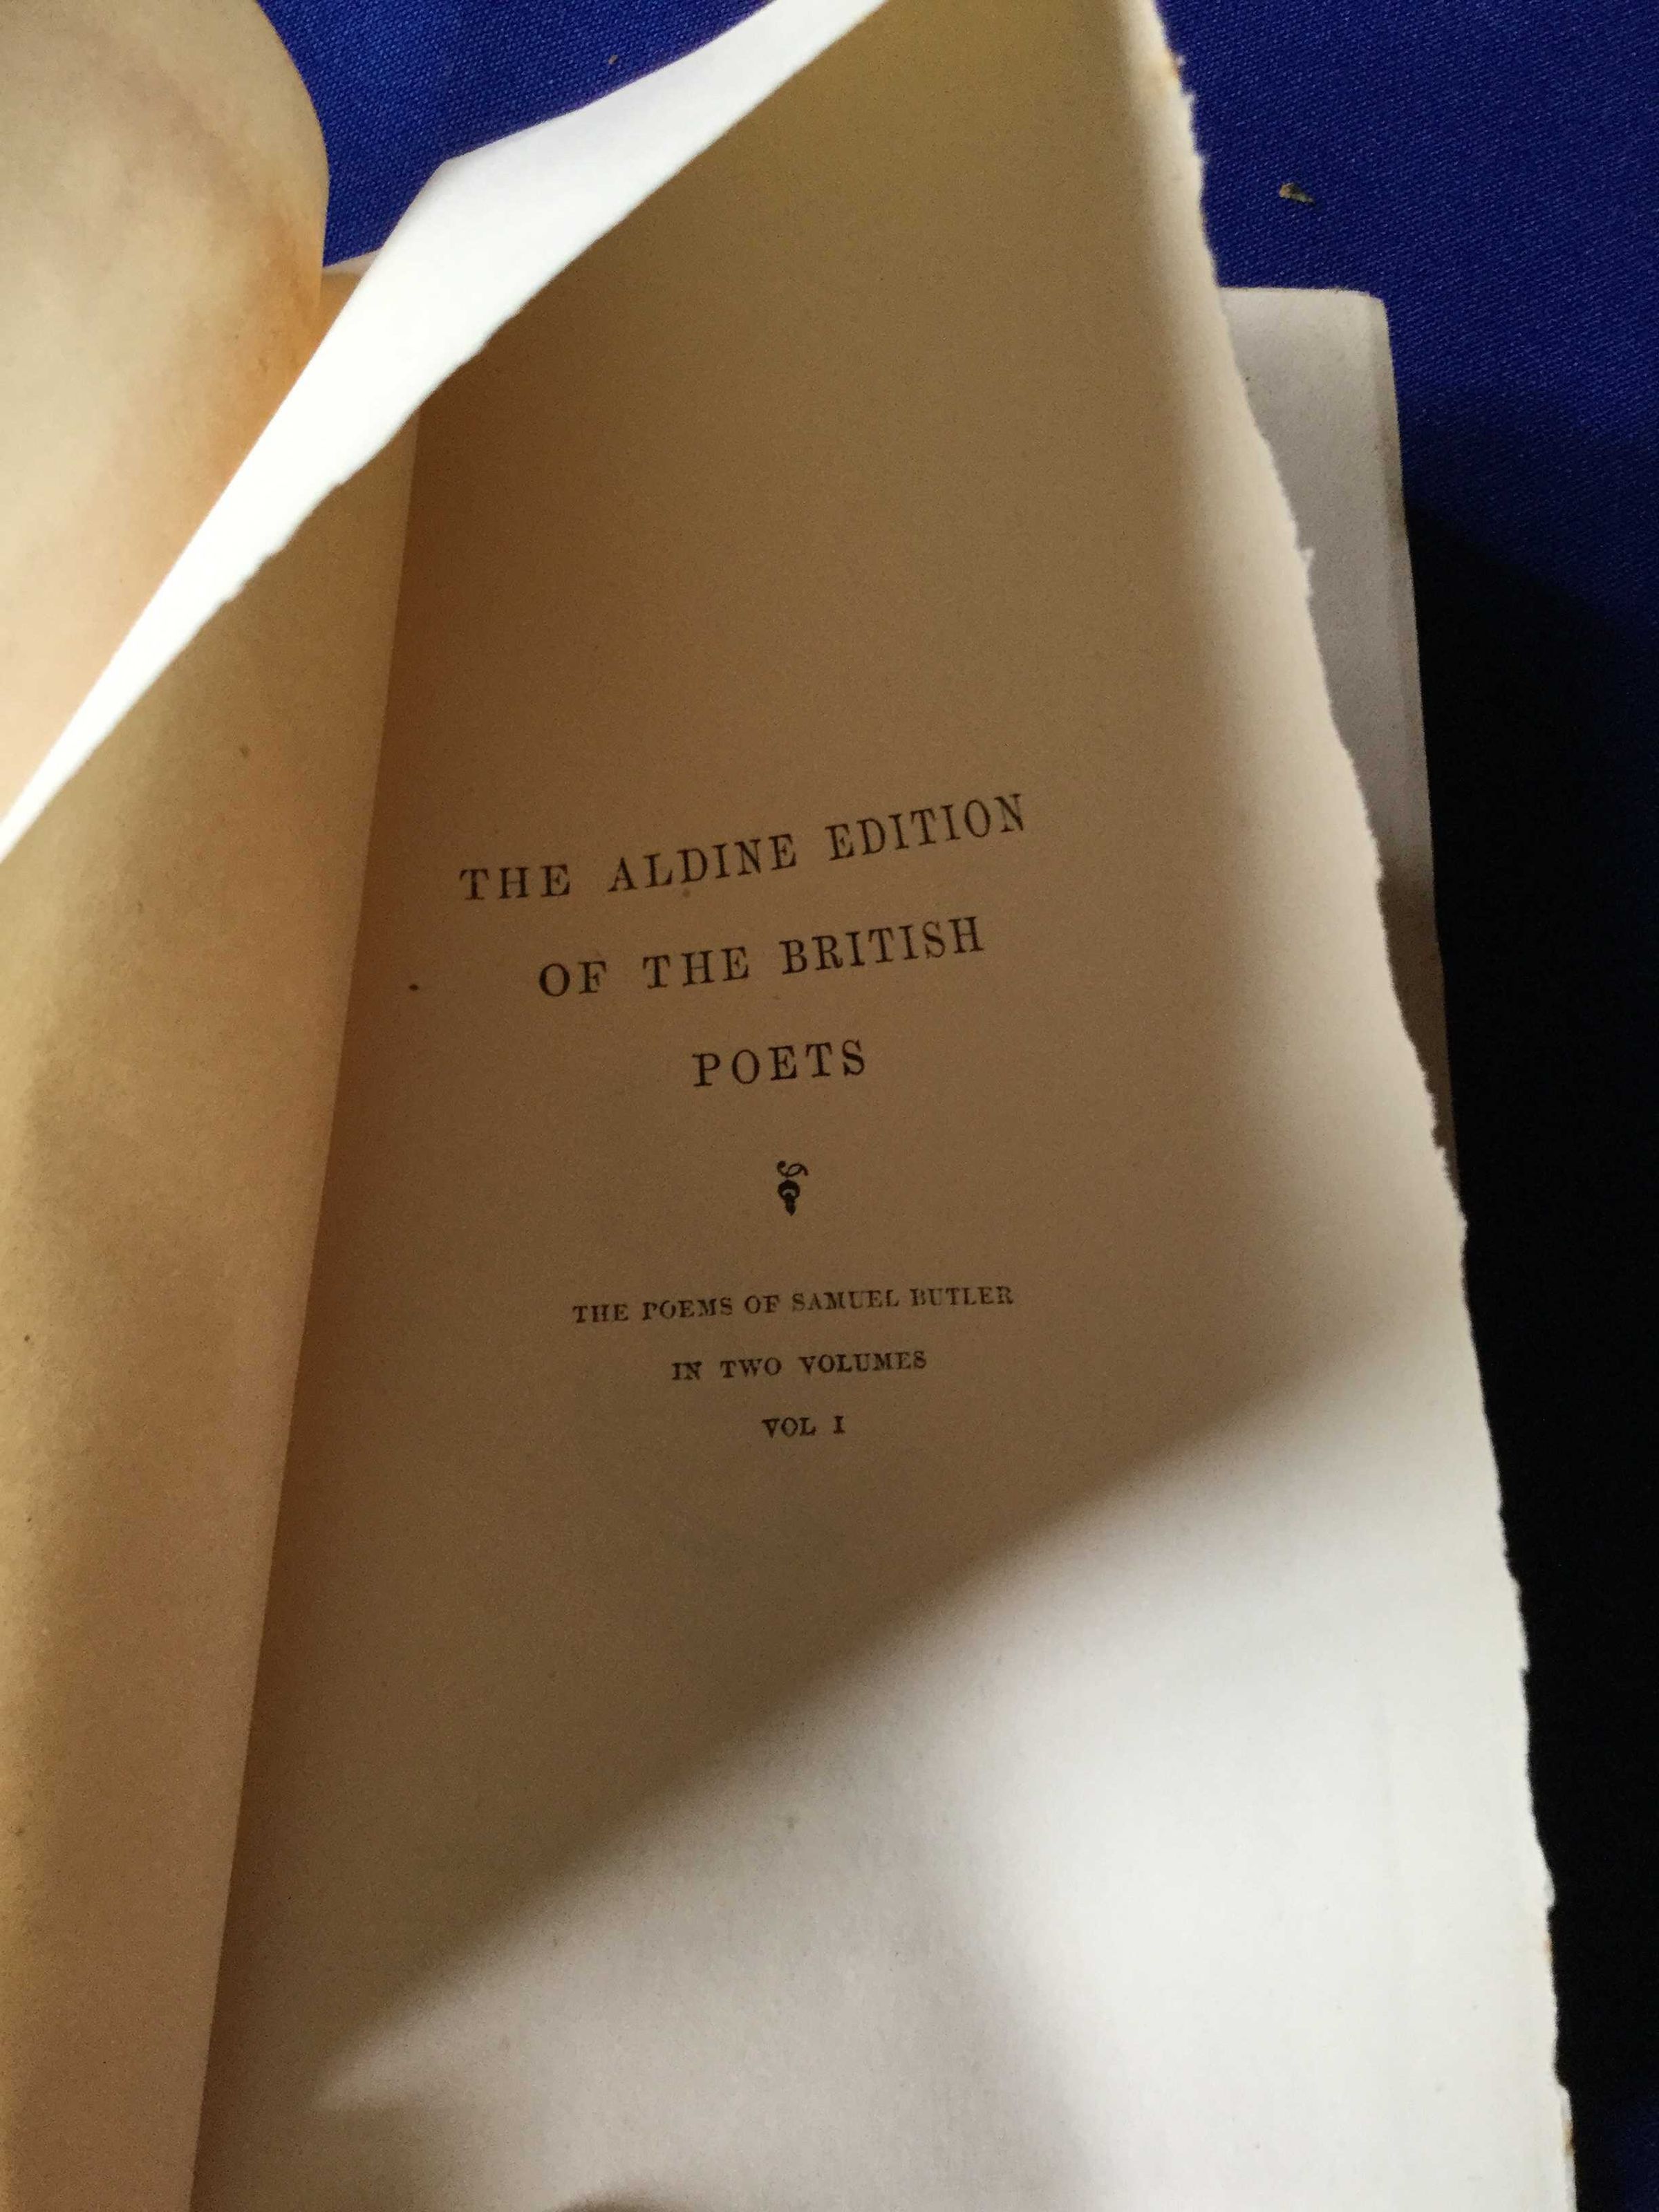 THE ALDINE EDITION
OF THE BRITISH
POETS
THE POEMS OF SAMUEL BUTLER
IN TWO VOLUMES
VOL I